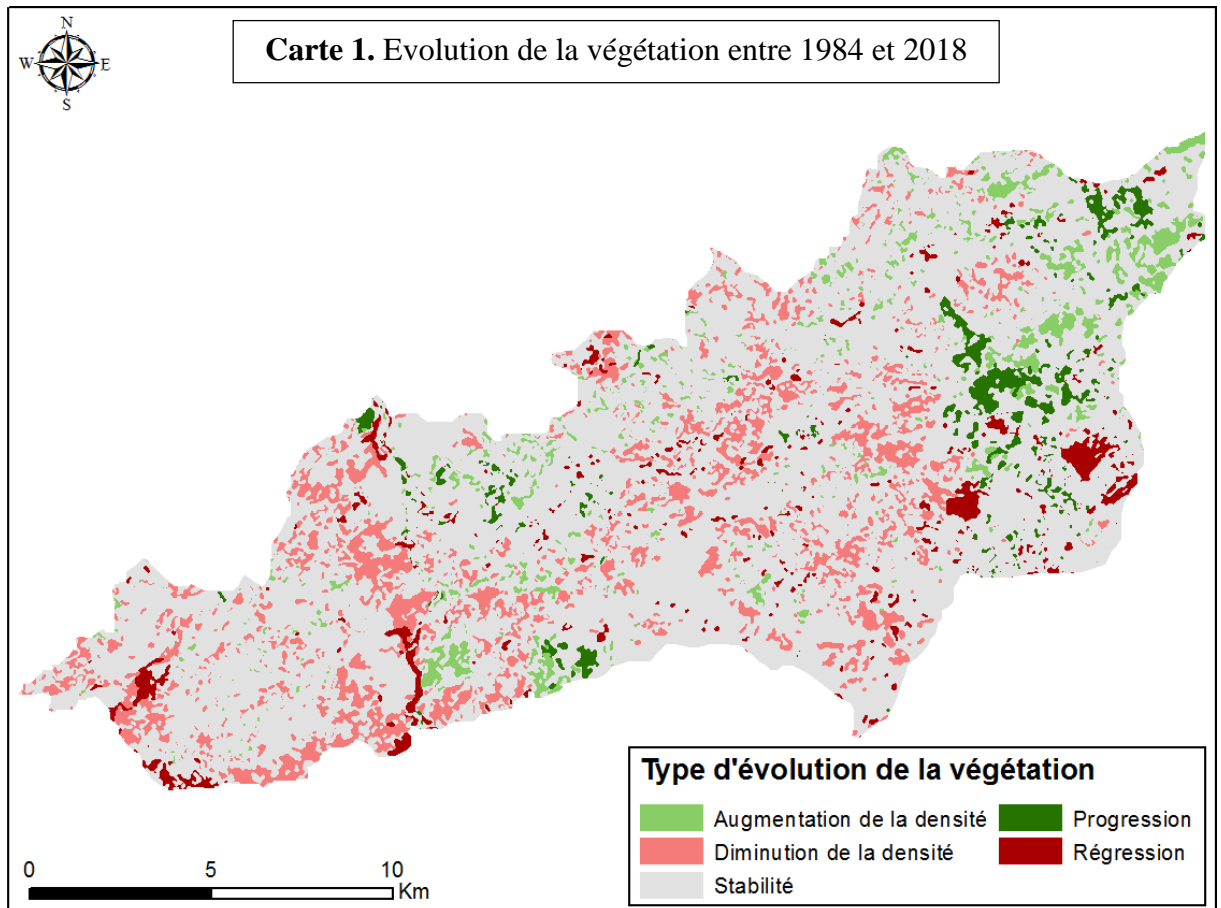 N
W E
S
Carte 1. Evolution de la végétation entre 1984 et 2018
Type d'évolution de la végétation
Augmentation de la densité
Progression
Diminution de la densité
Régression
Stabilité
0 5 10
Km